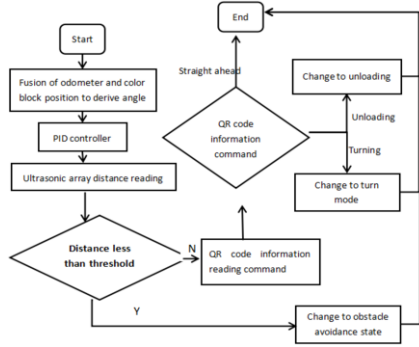 Start
Fusion of odometer and color
block position to derive angle
PID controller
Ultrasonic array distance reading
Distance less
than threshold
N
Y
QR code information
reading command
QR code
information
command
Straight ahead
End
Unloading
Turning
Change to unloading
Change to turn
mode
Change to obstacle
avoidance state